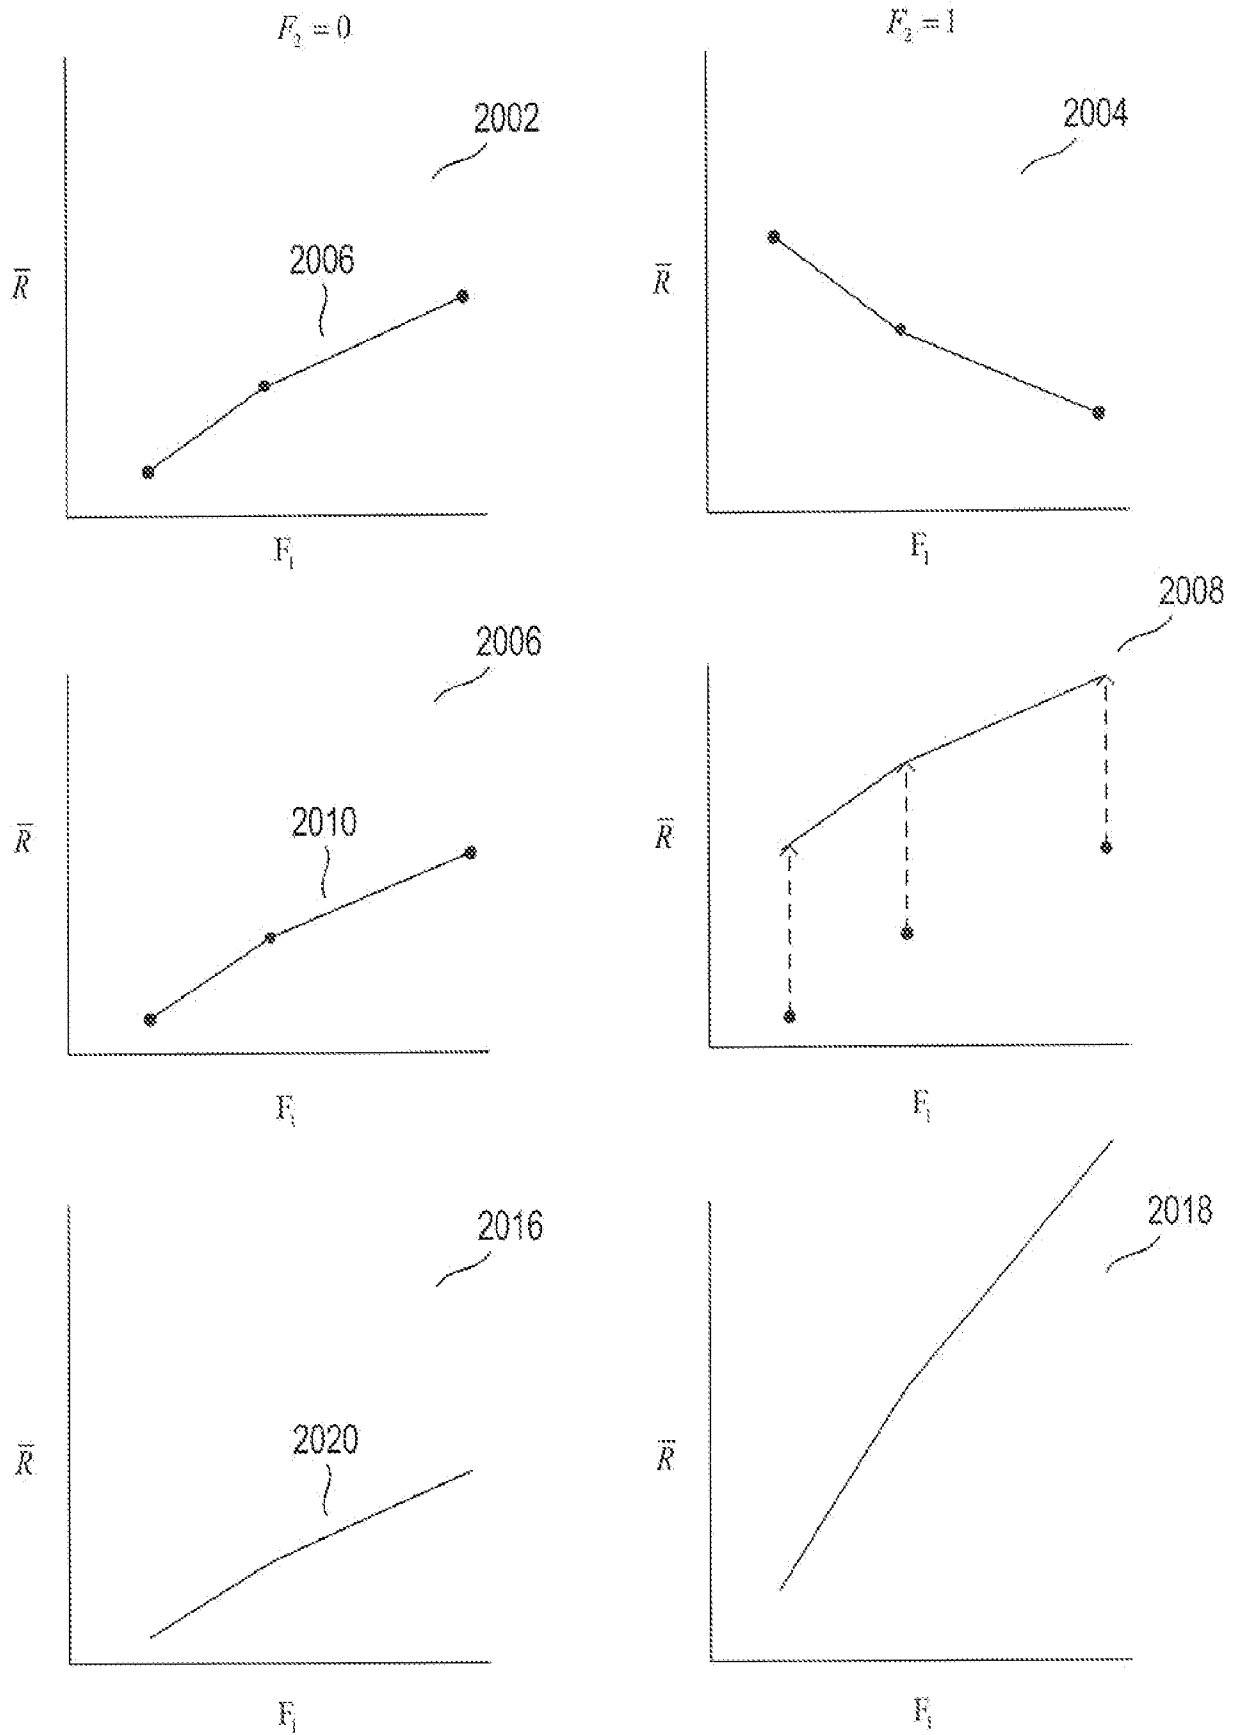 F₂ = 0
F₂ = 1
2002
2004
2006
R̅
R̅
F₁
F₁
2008
2006
2010
R̅
R̅
F₁
F₁
2016
2018
2020
R̅
R̅
F₁
F₁